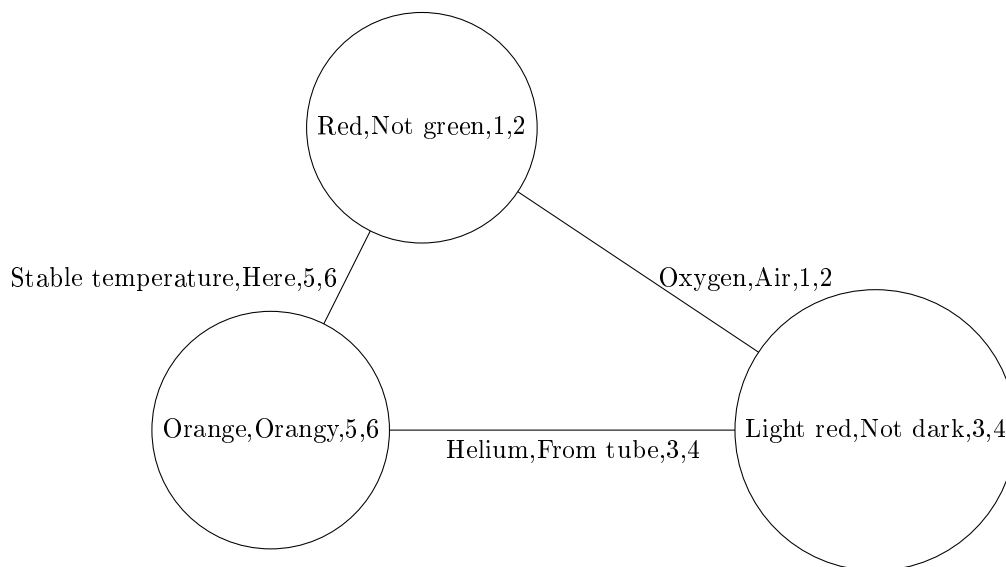 Red,Not green,1,2
Stable temperature,Here,5,6
Oxygen,Air,1,2
Orange,Orangy,5,6
Light red,Not dark,3,4
Helium,From tube,3,4